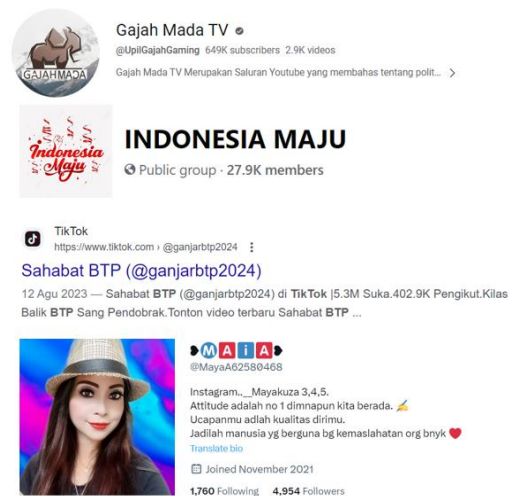 Gajah Mada TV
@UpilGajahGaming 649K subscribers 2.9K videos
GAJAHMADA
Gajah Mada TV Merupakan Saluran Youtube yang membahas tentang polit...
Indonesia
Maju
INDONESIA MAJU
Public group · 27.9K members
TikTok
https://www.tiktok.com › @ganjarbtp2024
Sahabat BTP (@ganjarbtp2024)
12 Agu 2023 — Sahabat BTP (@ganjarbtp2024) di TikTok |5.3M Suka.402.9K Pengikut.Kilas
Balik BTP Sang Pendobrak.Tonton video terbaru Sahabat BTP ...
❥ⓂAiA❥
@MayaA62580468
Instagram..__Mayakuza 3,4,5.
Attitude adalah no 1 dimnapun kita berada. ✍
Ucapanmu adlah kualitas dirimu.
Jadilah manusia yg berguna bg kemaslahatan org bnyk ❤
Translate bio
Joined November 2021
1,760 Following 4,954 Followers